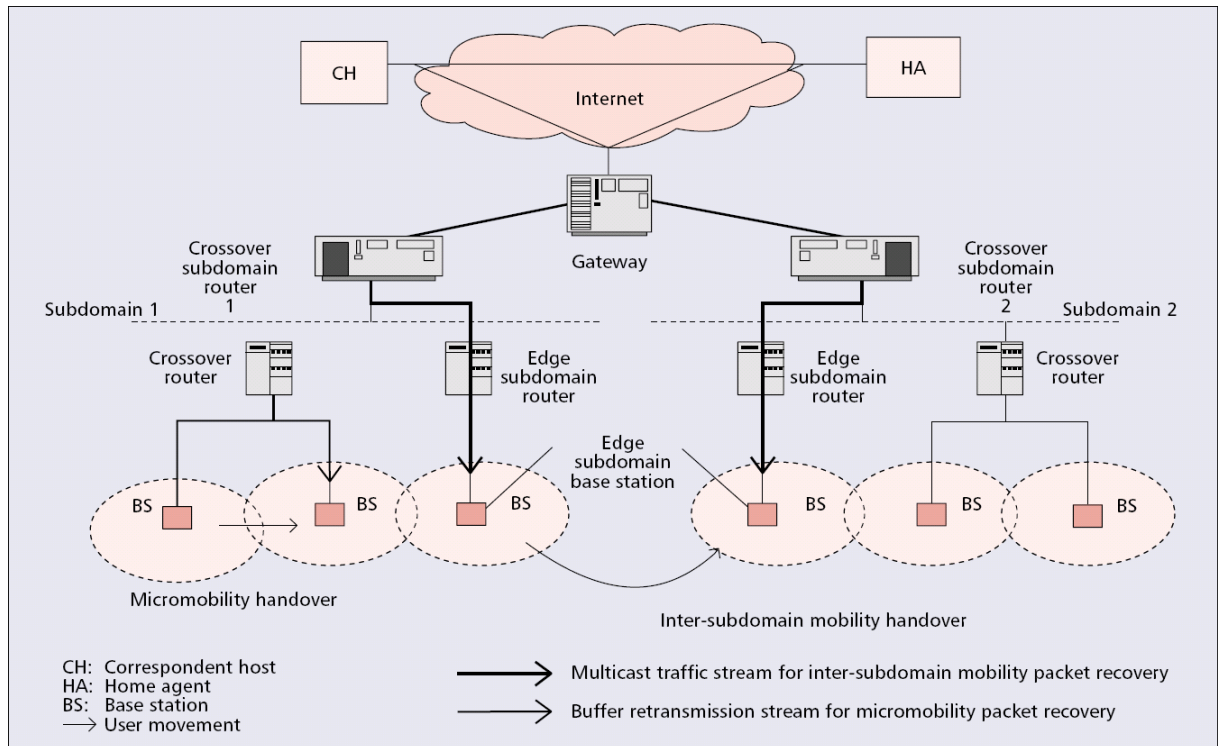 CH
HA
Internet
Gateway
Crossover
subdomain
router
1
Crossover
subdomain
router
2
Subdomain 1
Subdomain 2
Crossover
router
Edge
subdomain
router
Edge
subdomain
router
Crossover
router
Edge
subdomain
base station
BS
BS
BS
BS
BS
BS
Micromobility handover
Inter-subdomain mobility handover
CH: Correspondent host
HA: Home agent
BS: Base station
User movement
Multicast traffic stream for inter-subdomain mobility packet recovery
Buffer retransmission stream for micromobility packet recovery